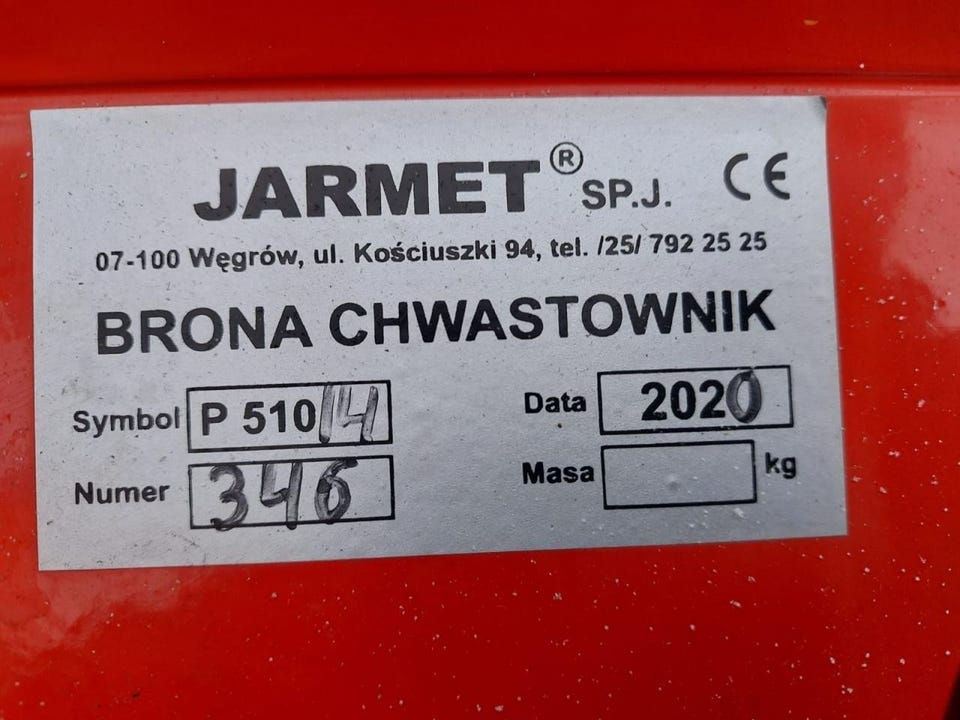 JARMET® SP.J. CE
07-100 Węgrów, ul. Kościuszki 94, tel. /25/ 792 25 25
BRONA CHWASTOWNIK
Symbol P 510/4 Data 2020
Numer 346 Masa kg